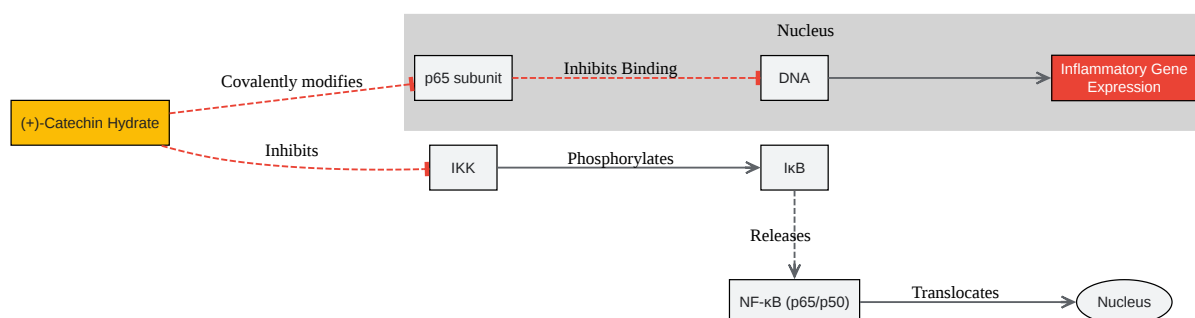 Nucleus
Covalently modifies
p65 subunit
Inhibits Binding
DNA
Inflammatory Gene
Expression
(+)-Catechin Hydrate
Inhibits
IKK
Phosphorylates
IκB
Releases
NF-κB (p65/p50)
Translocates
Nucleus